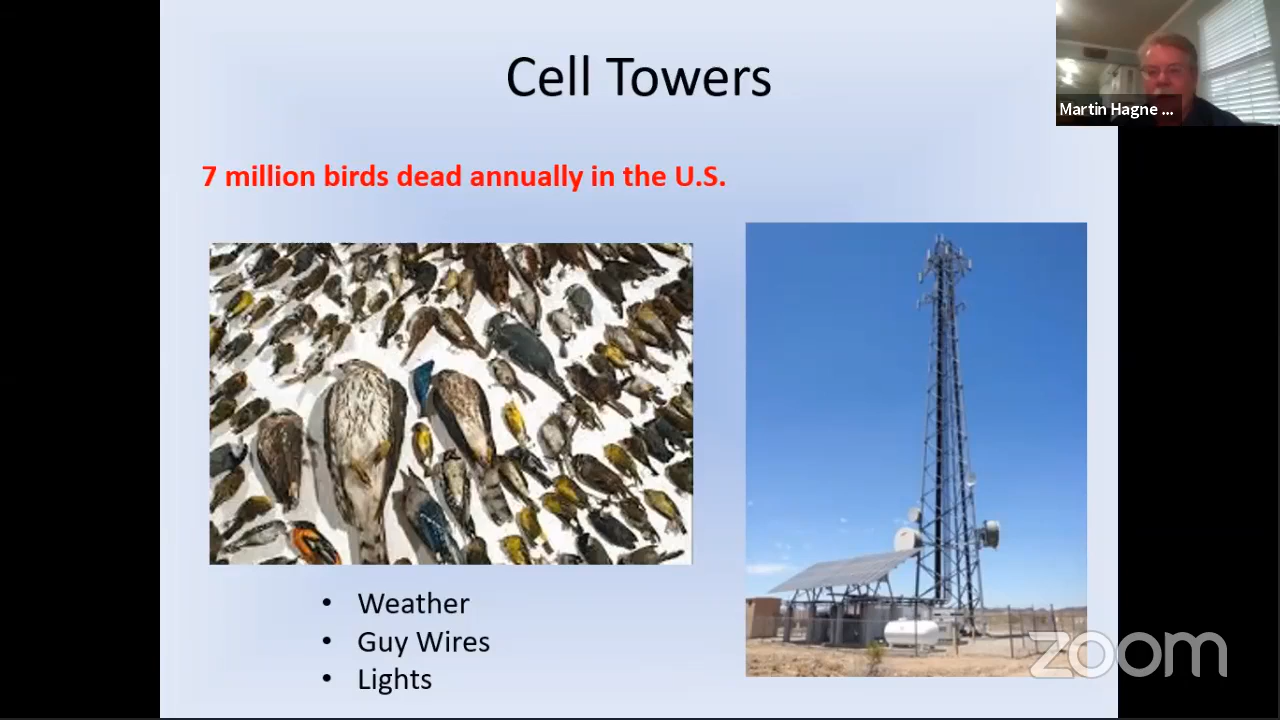 Cell Towers
Martin Hagne ...
7 million birds dead annually in the U.S.
• Weather
• Guy Wires
• Lights
zoom